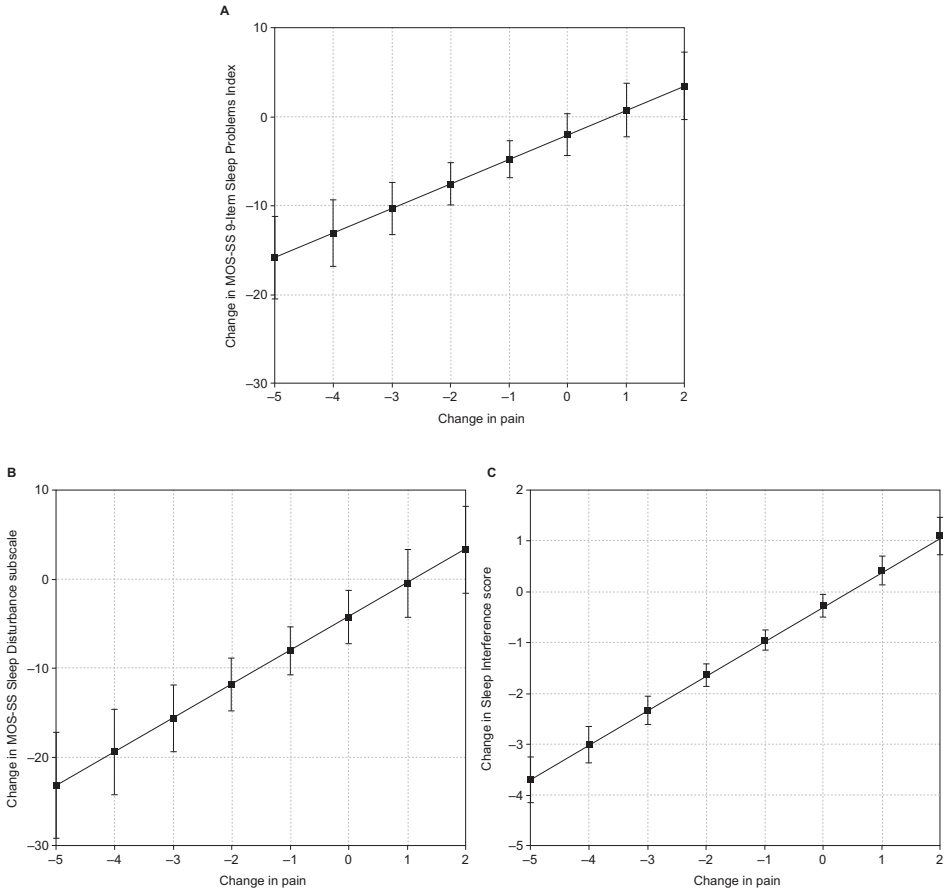 A
10
0
–10
–20
–30
Change in MOS-SS 9-Item Sleep Problems Index
–5 –4 –3 –2 –1 0 1 2
Change in pain
B
10
0
–10
–20
–30
Change in MOS-SS Sleep Disturbance subscale
–5 –4 –3 –2 –1 0 1 2
Change in pain
C
2
1
0
–1
–2
–3
–4
–5
Change in Sleep Interference score
–5 –4 –3 –2 –1 0 1 2
Change in pain